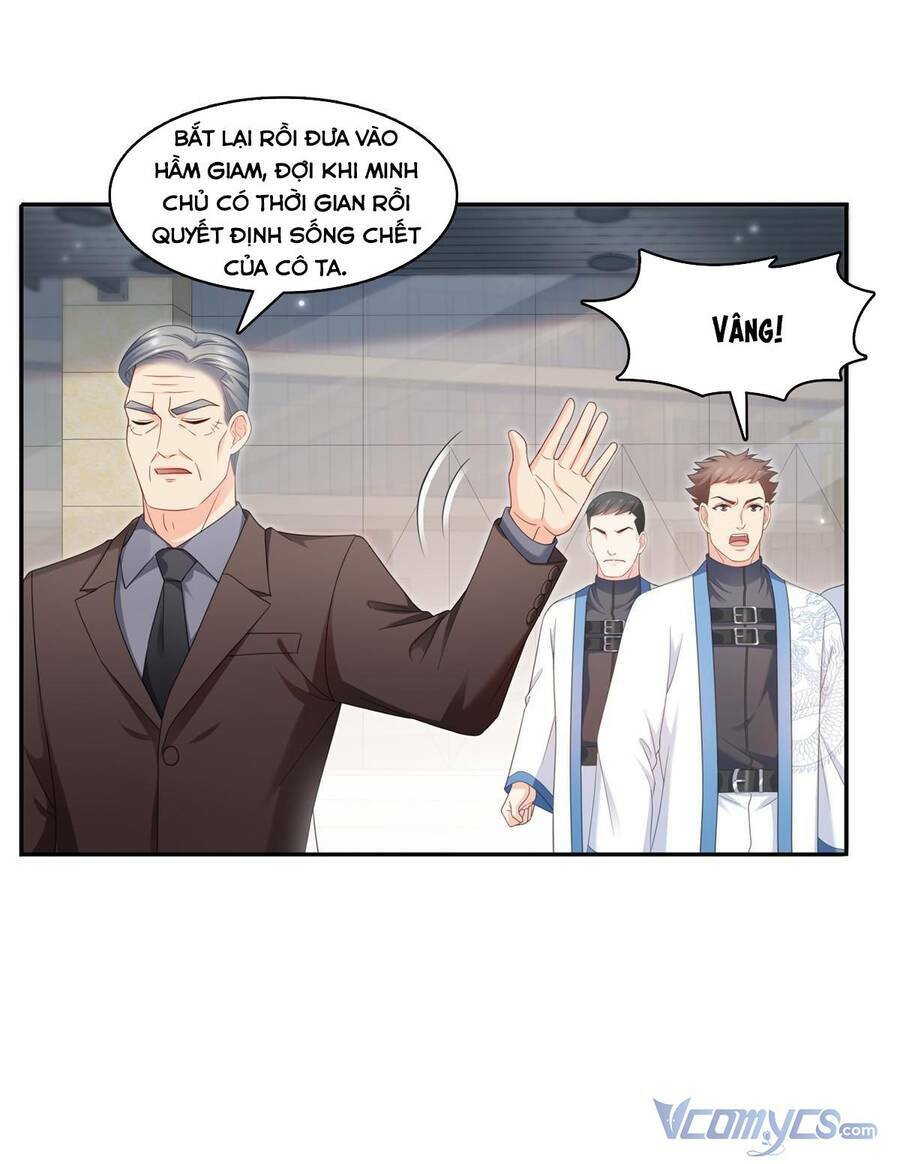 BẮT LẠI RỒI ĐƯA VÀO
HẦM GIAM, ĐỢI KHI MINH
CHỦ CÓ THỜI GIAN RỒI
QUYẾT ĐỊNH SỐNG CHẾT
CỦA CÔ TA.
VÂNG!
VCOMYCS.com